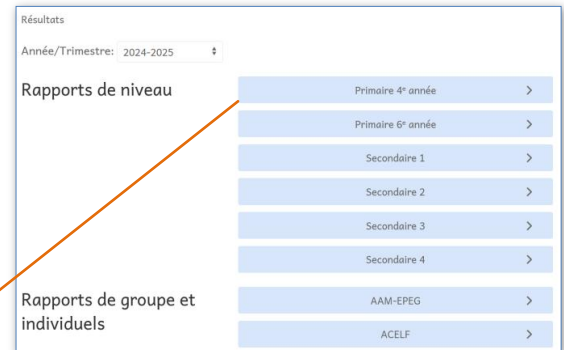 Résultats
Année/Trimestre: 2024-2025
Rapports de niveau
Primaire 4ᵉ année
Primaire 6ᵉ année
Secondaire 1
Secondaire 2
Secondaire 3
Secondaire 4
Rapports de groupe et
individuels
AAM-EPEG
ACELF